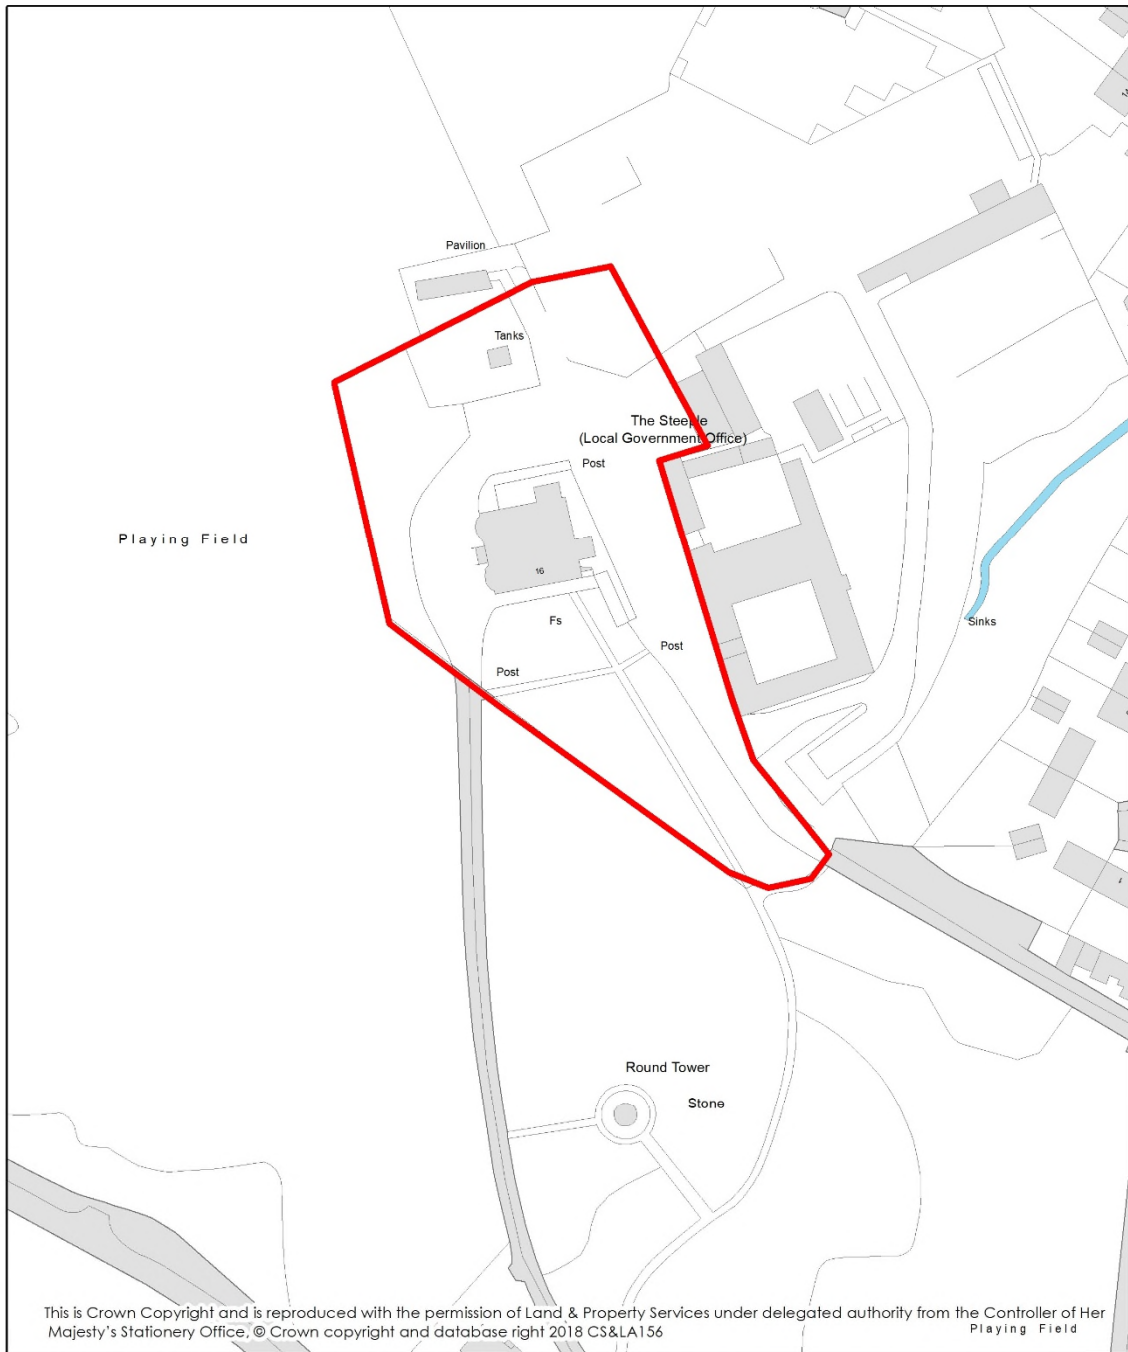 Pavilion
Tanks
The Steeple
(Local Government Office)
Post
Playing Field
16
Fs
Post
Sinks
Post
Round Tower
Stone
This is Crown Copyright and is reproduced with the permission of Land & Property Services under delegated authority from the Controller of Her
Majesty's Stationery Office, © Crown copyright and database right 2018 CS&LA156
Playing Field